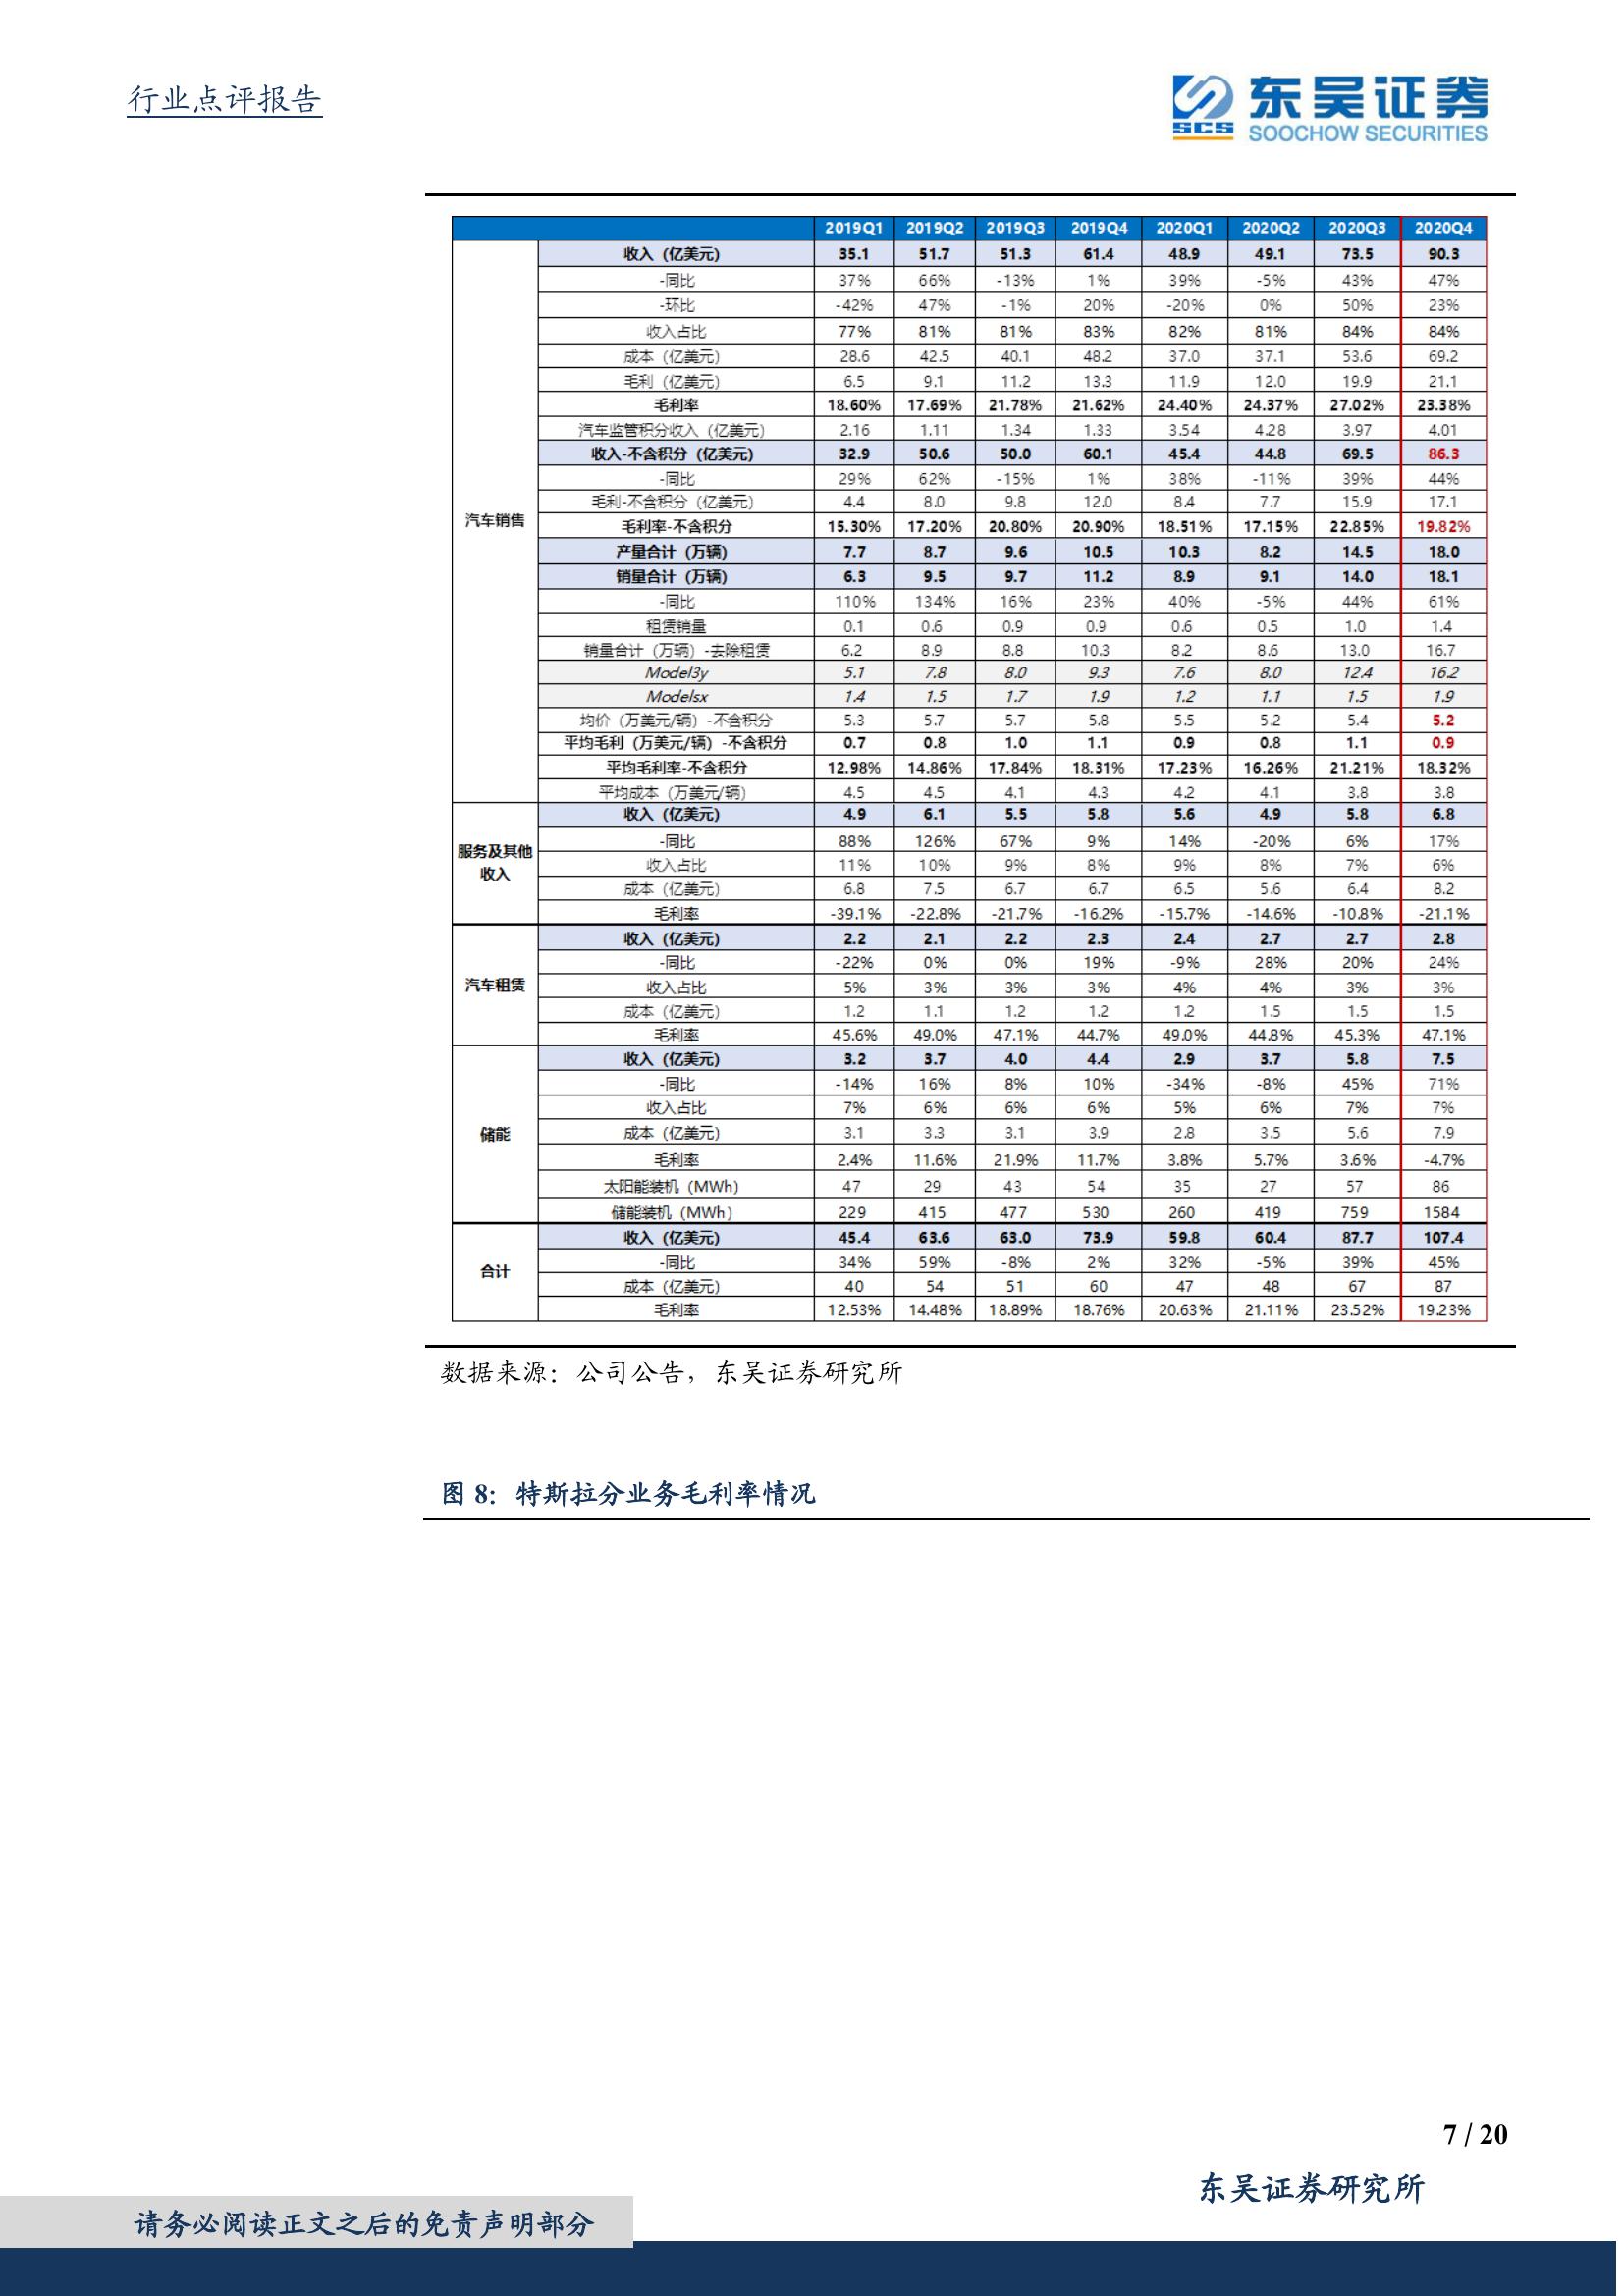 行业点评报告
SCS 东吴证券
SOOCHOW SECURITIES
2019Q1 2019Q2 2019Q3 2019Q4 2020Q1 2020Q2 2020Q3 2020Q4
汽车销售
收入（亿美元） 35.1 51.7 51.3 61.4 48.9 49.1 73.5 90.3
-同比 37% 66% -13% 1% 39% -5% 43% 47%
-环比 -42% 47% -1% 20% -20% 0% 50% 23%
收入占比 77% 81% 81% 83% 82% 81% 84% 84%
成本（亿美元） 28.6 42.5 40.1 48.2 37.0 37.1 53.6 69.2
毛利（亿美元） 6.5 9.1 11.2 13.3 11.9 12.0 19.9 21.1
毛利率 18.60% 17.69% 21.78% 21.62% 24.40% 24.37% 27.02% 23.38%
汽车监管积分收入（亿美元） 2.16 1.11 1.34 1.33 3.54 4.28 3.97 4.01
收入-不含积分（亿美元） 32.9 50.6 50.0 60.1 45.4 44.8 69.5 86.3
-同比 29% 62% -15% 1% 38% -11% 39% 44%
毛利-不含积分（亿美元） 4.4 8.0 9.8 12.0 8.4 7.7 15.9 17.1
毛利率-不含积分 15.30% 17.20% 20.80% 20.90% 18.51% 17.15% 22.85% 19.82%
产量合计（万辆） 7.7 8.7 9.6 10.5 10.3 8.2 14.5 18.0
销量合计（万辆） 6.3 9.5 9.7 11.2 8.9 9.1 14.0 18.1
-同比 110% 134% 16% 23% 40% -5% 44% 61%
租赁销量 0.1 0.6 0.9 0.9 0.6 0.5 1.0 1.4
销量合计（万辆）-去除租赁 6.2 8.9 8.8 10.3 8.2 8.6 13.0 16.7
Model3y 5.1 7.8 8.0 9.3 7.6 8.0 12.4 16.2
Modelsx 1.4 1.5 1.7 1.9 1.2 1.1 1.5 1.9
均价（万美元/辆）-不含积分 5.3 5.7 5.7 5.8 5.5 5.2 5.4 5.2
平均毛利（万美元/辆）-不含积分 0.7 0.8 1.0 1.1 0.9 0.8 1.1 0.9
平均毛利率-不含积分 12.98% 14.86% 17.84% 18.31% 17.23% 16.26% 21.21% 18.32%
平均成本（万美元/辆） 4.5 4.5 4.1 4.3 4.2 4.1 3.8 3.8
服务及其他
收入
收入（亿美元） 4.9 6.1 5.5 5.8 5.6 4.9 5.8 6.8
-同比 88% 126% 67% 9% 14% -20% 6% 17%
收入占比 11% 10% 9% 8% 9% 8% 7% 6%
成本（亿美元） 6.8 7.5 6.7 6.7 6.5 5.6 6.4 8.2
毛利率 -39.1% -22.8% -21.7% -16.2% -15.7% -14.6% -10.8% -21.1%
汽车租赁
收入（亿美元） 2.2 2.1 2.2 2.3 2.4 2.7 2.7 2.8
-同比 -22% 0% 0% 19% -9% 28% 20% 24%
收入占比 5% 3% 3% 3% 4% 4% 3% 3%
成本（亿美元） 1.2 1.1 1.2 1.2 1.2 1.5 1.5 1.5
毛利率 45.6% 49.0% 47.1% 44.7% 49.0% 44.8% 45.3% 47.1%
储能
收入（亿美元） 3.2 3.7 4.0 4.4 2.9 3.7 5.8 7.5
-同比 -14% 16% 8% 10% -34% -8% 45% 71%
收入占比 7% 6% 6% 6% 5% 6% 7% 7%
成本（亿美元） 3.1 3.3 3.1 3.9 2.8 3.5 5.6 7.9
毛利率 2.4% 11.6% 21.9% 11.7% 3.8% 5.7% 3.6% -4.7%
太阳能装机（MWh） 47 29 43 54 35 27 57 86
储能装机（MWh） 229 415 477 530 260 419 759 1584
合计
收入（亿美元） 45.4 63.6 63.0 73.9 59.8 60.4 87.7 107.4
-同比 34% 59% -8% 2% 32% -5% 39% 45%
成本（亿美元） 40 54 51 60 47 48 67 87
毛利率 12.53% 14.48% 18.89% 18.76% 20.63% 21.11% 23.52% 19.23%
数据来源：公司公告，东吴证券研究所
图 8：特斯拉分业务毛利率情况
7 / 20
东吴证券研究所
请务必阅读正文之后的免责声明部分